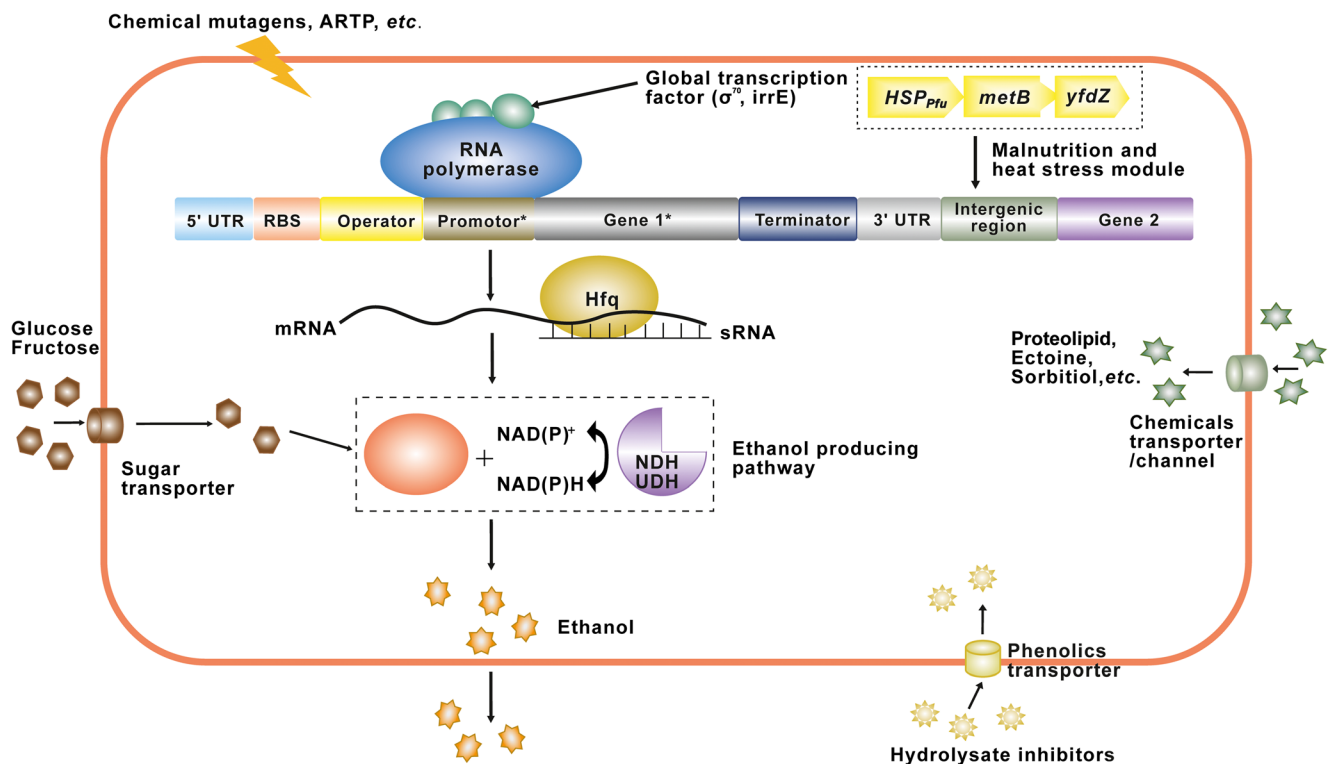 Chemical mutagens, ARTP, etc.
Global transcription
factor (σ⁷⁰, irrE)
HSPPfu
metB
yfdZ
RNA
polymerase
Malnutrition and
heat stress module
5' UTR
RBS
Operator
Promotor*
Gene 1*
Terminator
3' UTR
Intergenic
region
Gene 2
Hfq
mRNA
sRNA
Glucose
Fructose
Sugar
transporter
NAD(P)⁺
+
NAD(P)H
NDH
UDH
Ethanol producing
pathway
Proteolipid,
Ectoine,
Sorbitiol,etc.
Chemicals
transporter
/channel
Ethanol
Phenolics
transporter
Hydrolysate inhibitors